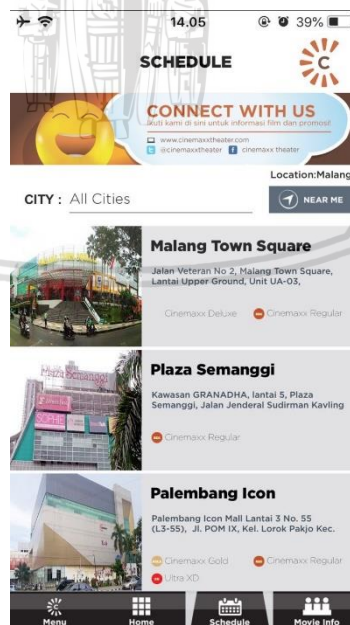 14.05
39%
SCHEDULE
CONNECT WITH US
Ikuti kami di sini untuk informasi film dan promosi!
www.cinemaxxtheater.com
@cinemaxxtheater cinemaxx theater
Location:Malang
CITY : All Cities
NEAR ME
Malang Town Square
Jalan Veteran No 2, Malang Town Square,
Lantai Upper Ground, Unit UA-03,
Cinemaxx Deluxe Cinemaxx Regular
Plaza Semanggi
Plaza Semanggi
Kawasan GRANADHA, lantai 5, Plaza
Semanggi, Jalan Jenderal Sudirman Kavling
Cinemaxx Regular
Palembang Icon
Palembang Icon Mall Lantai 3 No. 55
(L3-55), Jl. POM IX, Kel. Lorok Pakjo Kec.
Cinemaxx Gold Cinemaxx Regular
Ultra XD
Menu Home Schedule Movie Info